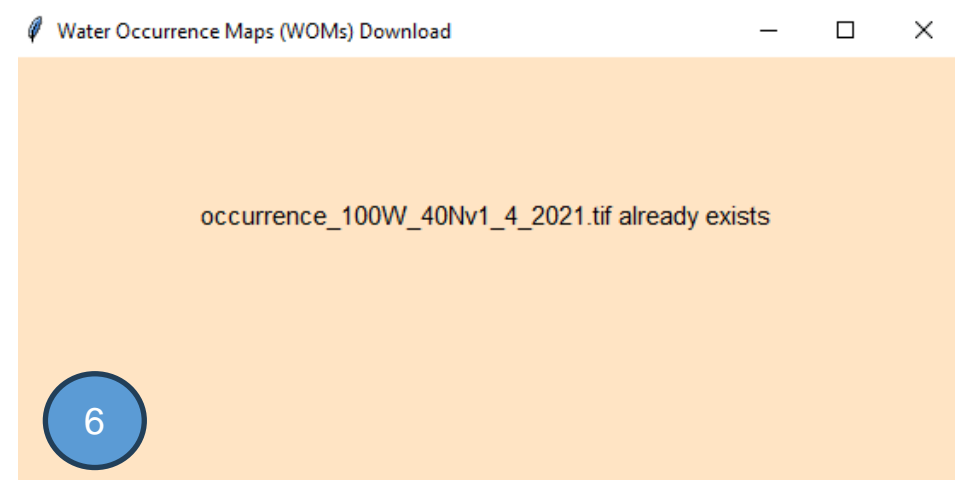 Water Occurrence Maps (WOMs) Download
occurrence_100W_40Nv1_4_2021.tif already exists
6